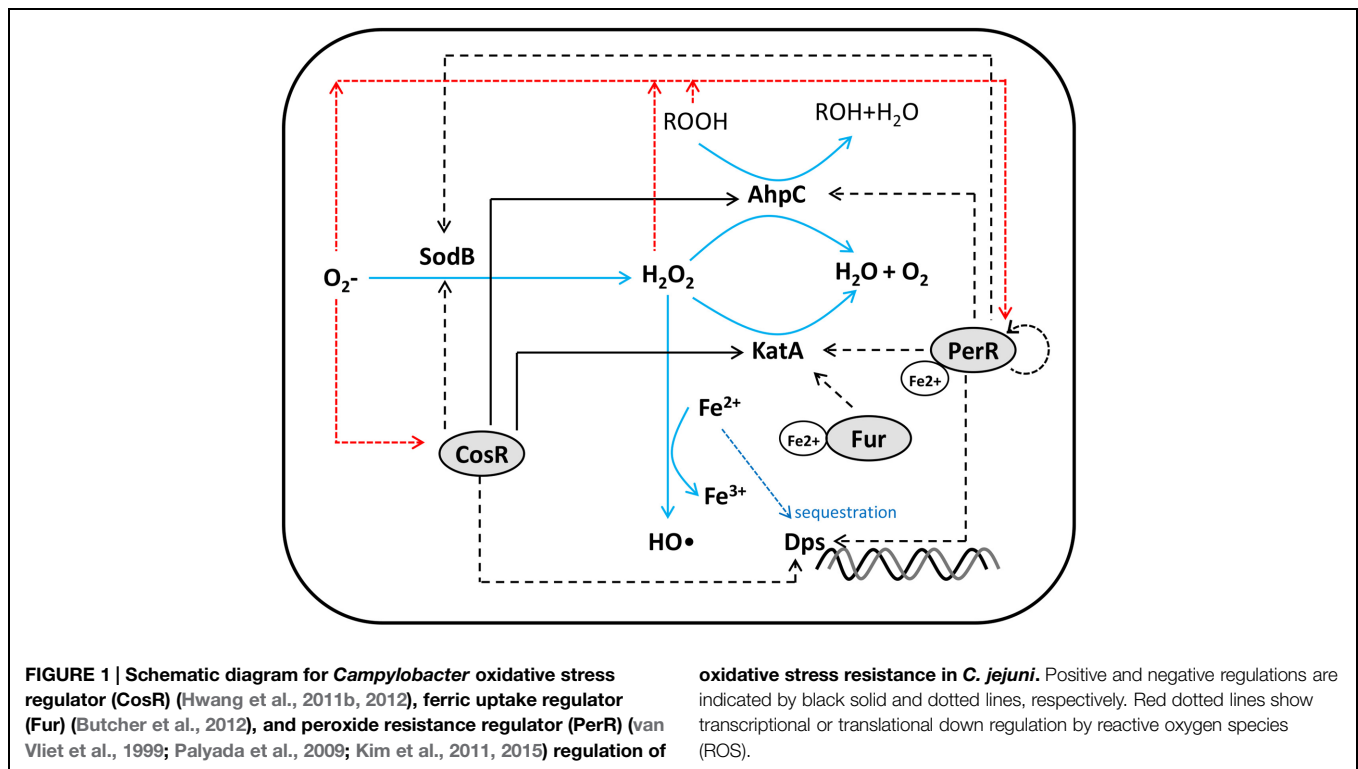 ROOH
ROH+H₂O
AhpC
SodB
O₂-
H₂O₂
H₂O + O₂
KatA
PerR
Fe2+
Fe²⁺
Fe2+
Fur
CosR
Fe³⁺
sequestration
HO•
Dps
FIGURE 1 | Schematic diagram for Campylobacter oxidative stress
regulator (CosR) (Hwang et al., 2011b, 2012), ferric uptake regulator
(Fur) (Butcher et al., 2012), and peroxide resistance regulator (PerR) (van
Vliet et al., 1999; Palyada et al., 2009; Kim et al., 2011, 2015) regulation of
oxidative stress resistance in C. jejuni. Positive and negative regulations are
indicated by black solid and dotted lines, respectively. Red dotted lines show
transcriptional or translational down regulation by reactive oxygen species
(ROS).